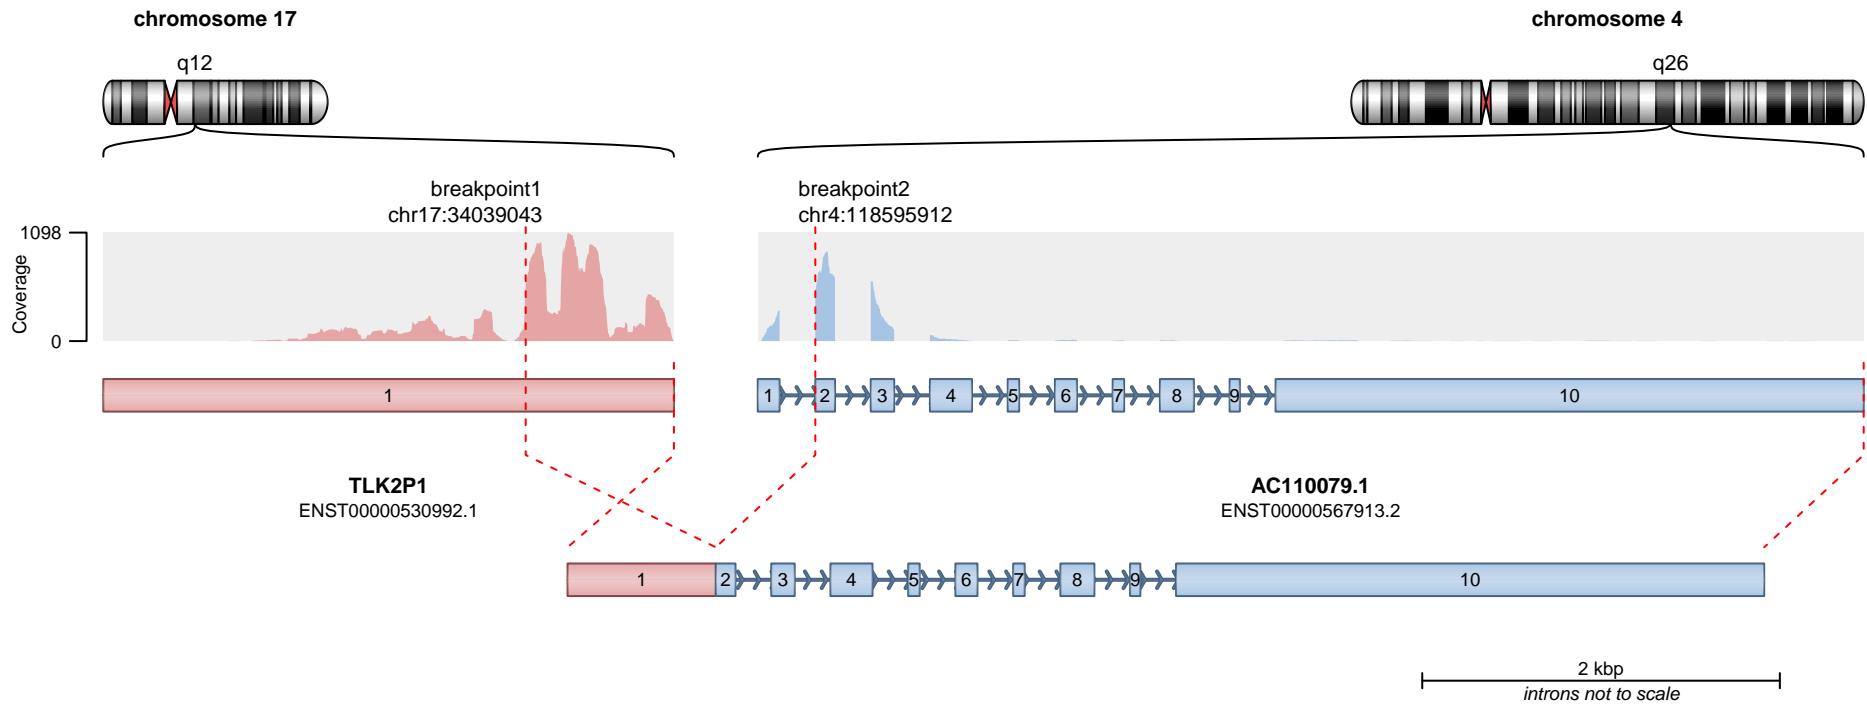 chromosome 17
chromosome 4
q12
q26
breakpoint1
chr17:34039043
breakpoint2
chr4:118595912
1098
Coverage
0
1
1 2 3 4 5 6 7 8 9 10
TLK2P1
ENST00000530992.1
AC110079.1
ENST00000567913.2
1 2 3 4 5 6 7 8 9 10
2 kbp
introns not to scale